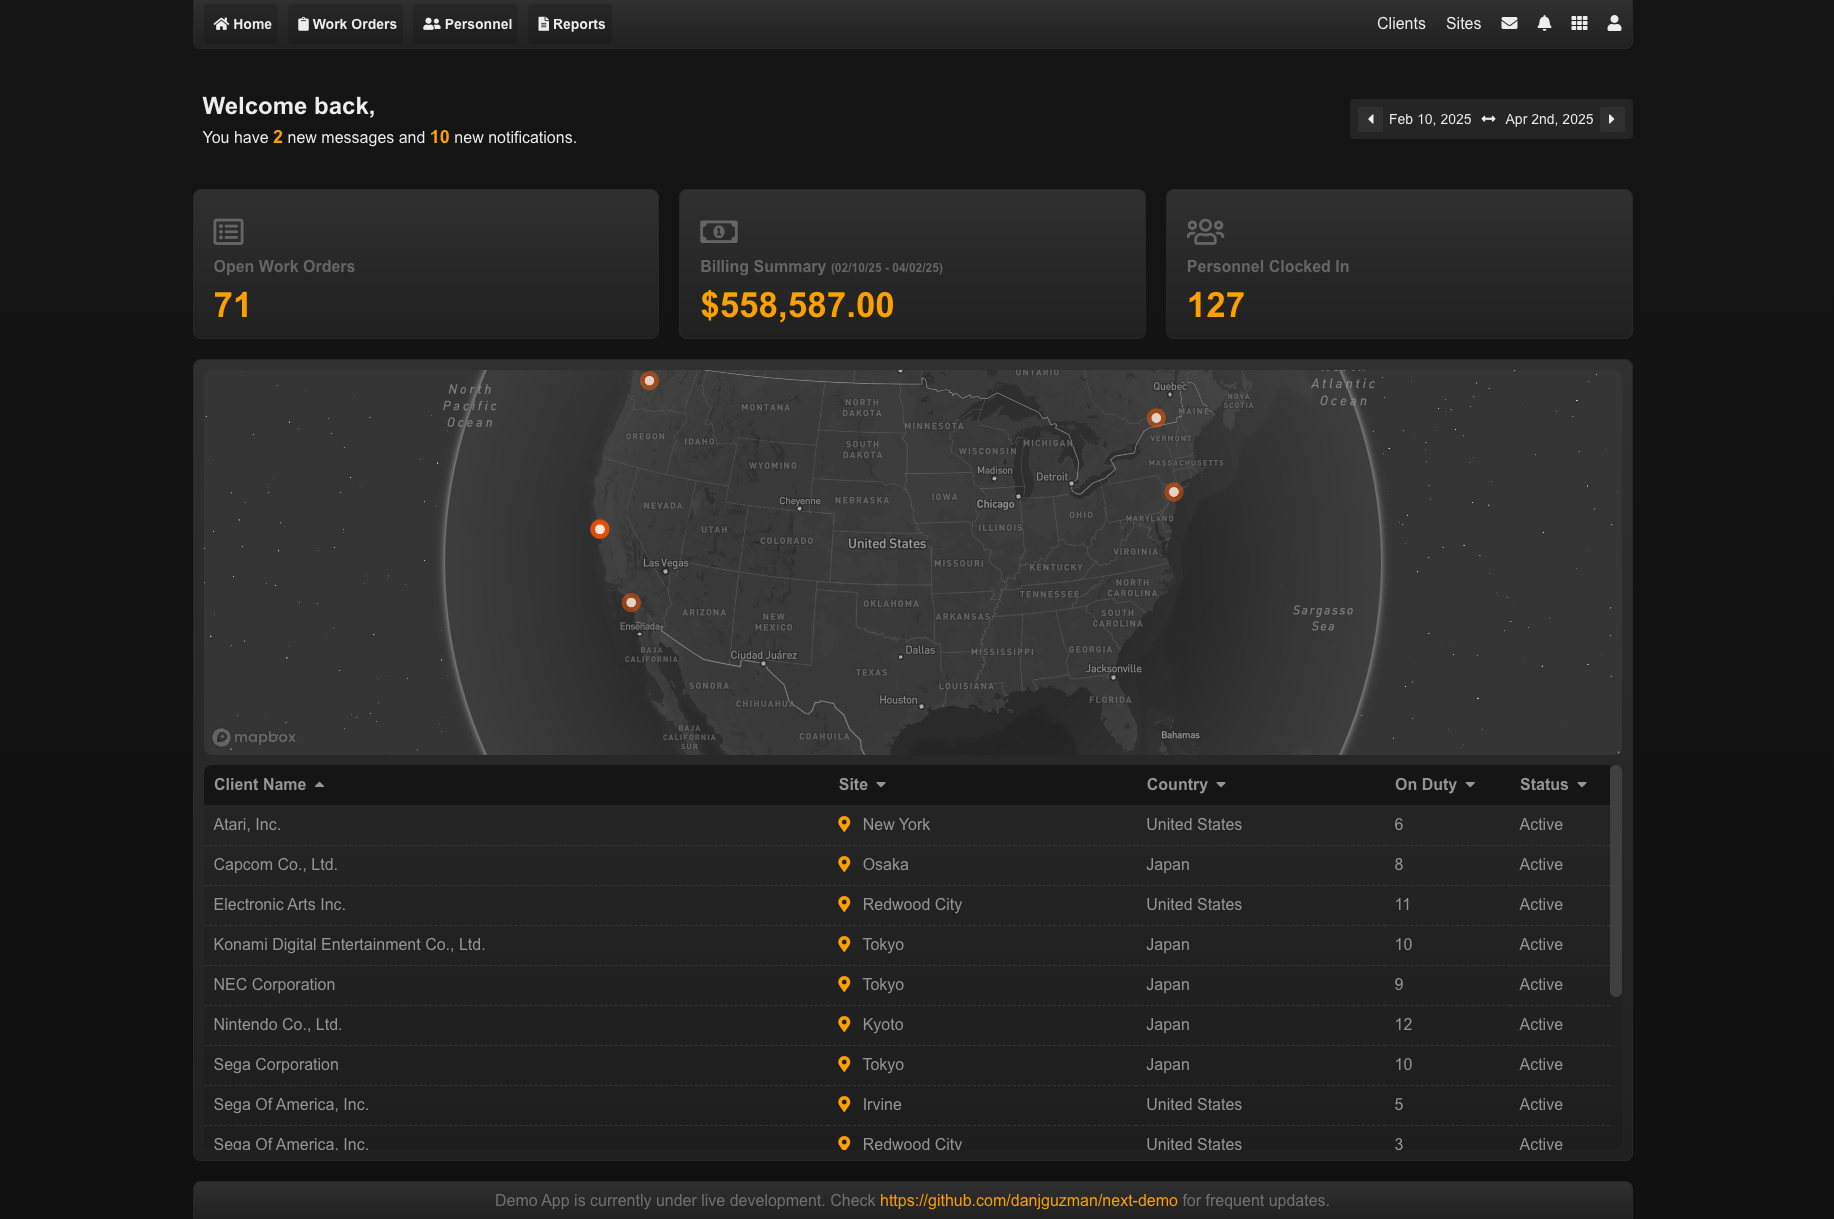 Home Work Orders Personnel Reports Clients Sites
Welcome back,
You have 2 new messages and 10 new notifications.
Feb 10, 2025 Apr 2nd, 2025
Open Work Orders
71
Billing Summary (02/10/25 - 04/02/25)
$558,587.00
Personnel Clocked In
127
North
Pacific
Ocean
ONTARIO
Quebec
Atlantic
Ocean
NOVA
SCOTIA
MAINE
MONTANA
NORTH
DAKOTA
MINNESOTA
OREGON
IDAHO
SOUTH
DAKOTA
WISCONSIN
MICHIGAN
VERMONT
WYOMING
Madison
Detroit
MASSACHUSETTS
Cheyenne
NEBRASKA
IOWA
Chicago
NEVADA
UTAH
COLORADO
ILLINOIS
OHIO
MARYLAND
United States
VIRGINIA
Las Vegas
MISSOURI
KENTUCKY
NORTH
CAROLINA
TENNESSEE
ARIZONA
NEW
MEXICO
OKLAHOMA
ARKANSAS
SOUTH
CAROLINA
Sargasso
Sea
Ensenada
BAJA
CALIFORNIA
Ciudad Juárez
Dallas
MISSISSIPPI
GEORGIA
TEXAS
Jacksonville
SONORA
LOUISIANA
CHIHUAHUA
Houston
FLORIDA
BAJA
CALIFORNIA
SUR
COAHUILA
Bahamas
mapbox
Client Name Site Country On Duty Status
Atari, Inc. New York United States 6 Active
Capcom Co., Ltd. Osaka Japan 8 Active
Electronic Arts Inc. Redwood City United States 11 Active
Konami Digital Entertainment Co., Ltd. Tokyo Japan 10 Active
NEC Corporation Tokyo Japan 9 Active
Nintendo Co., Ltd. Kyoto Japan 12 Active
Sega Corporation Tokyo Japan 10 Active
Sega Of America, Inc. Irvine United States 5 Active
Sega Of America, Inc. Redwood City United States 3 Active
Demo App is currently under live development. Check https://github.com/danjguzman/next-demo for frequent updates.